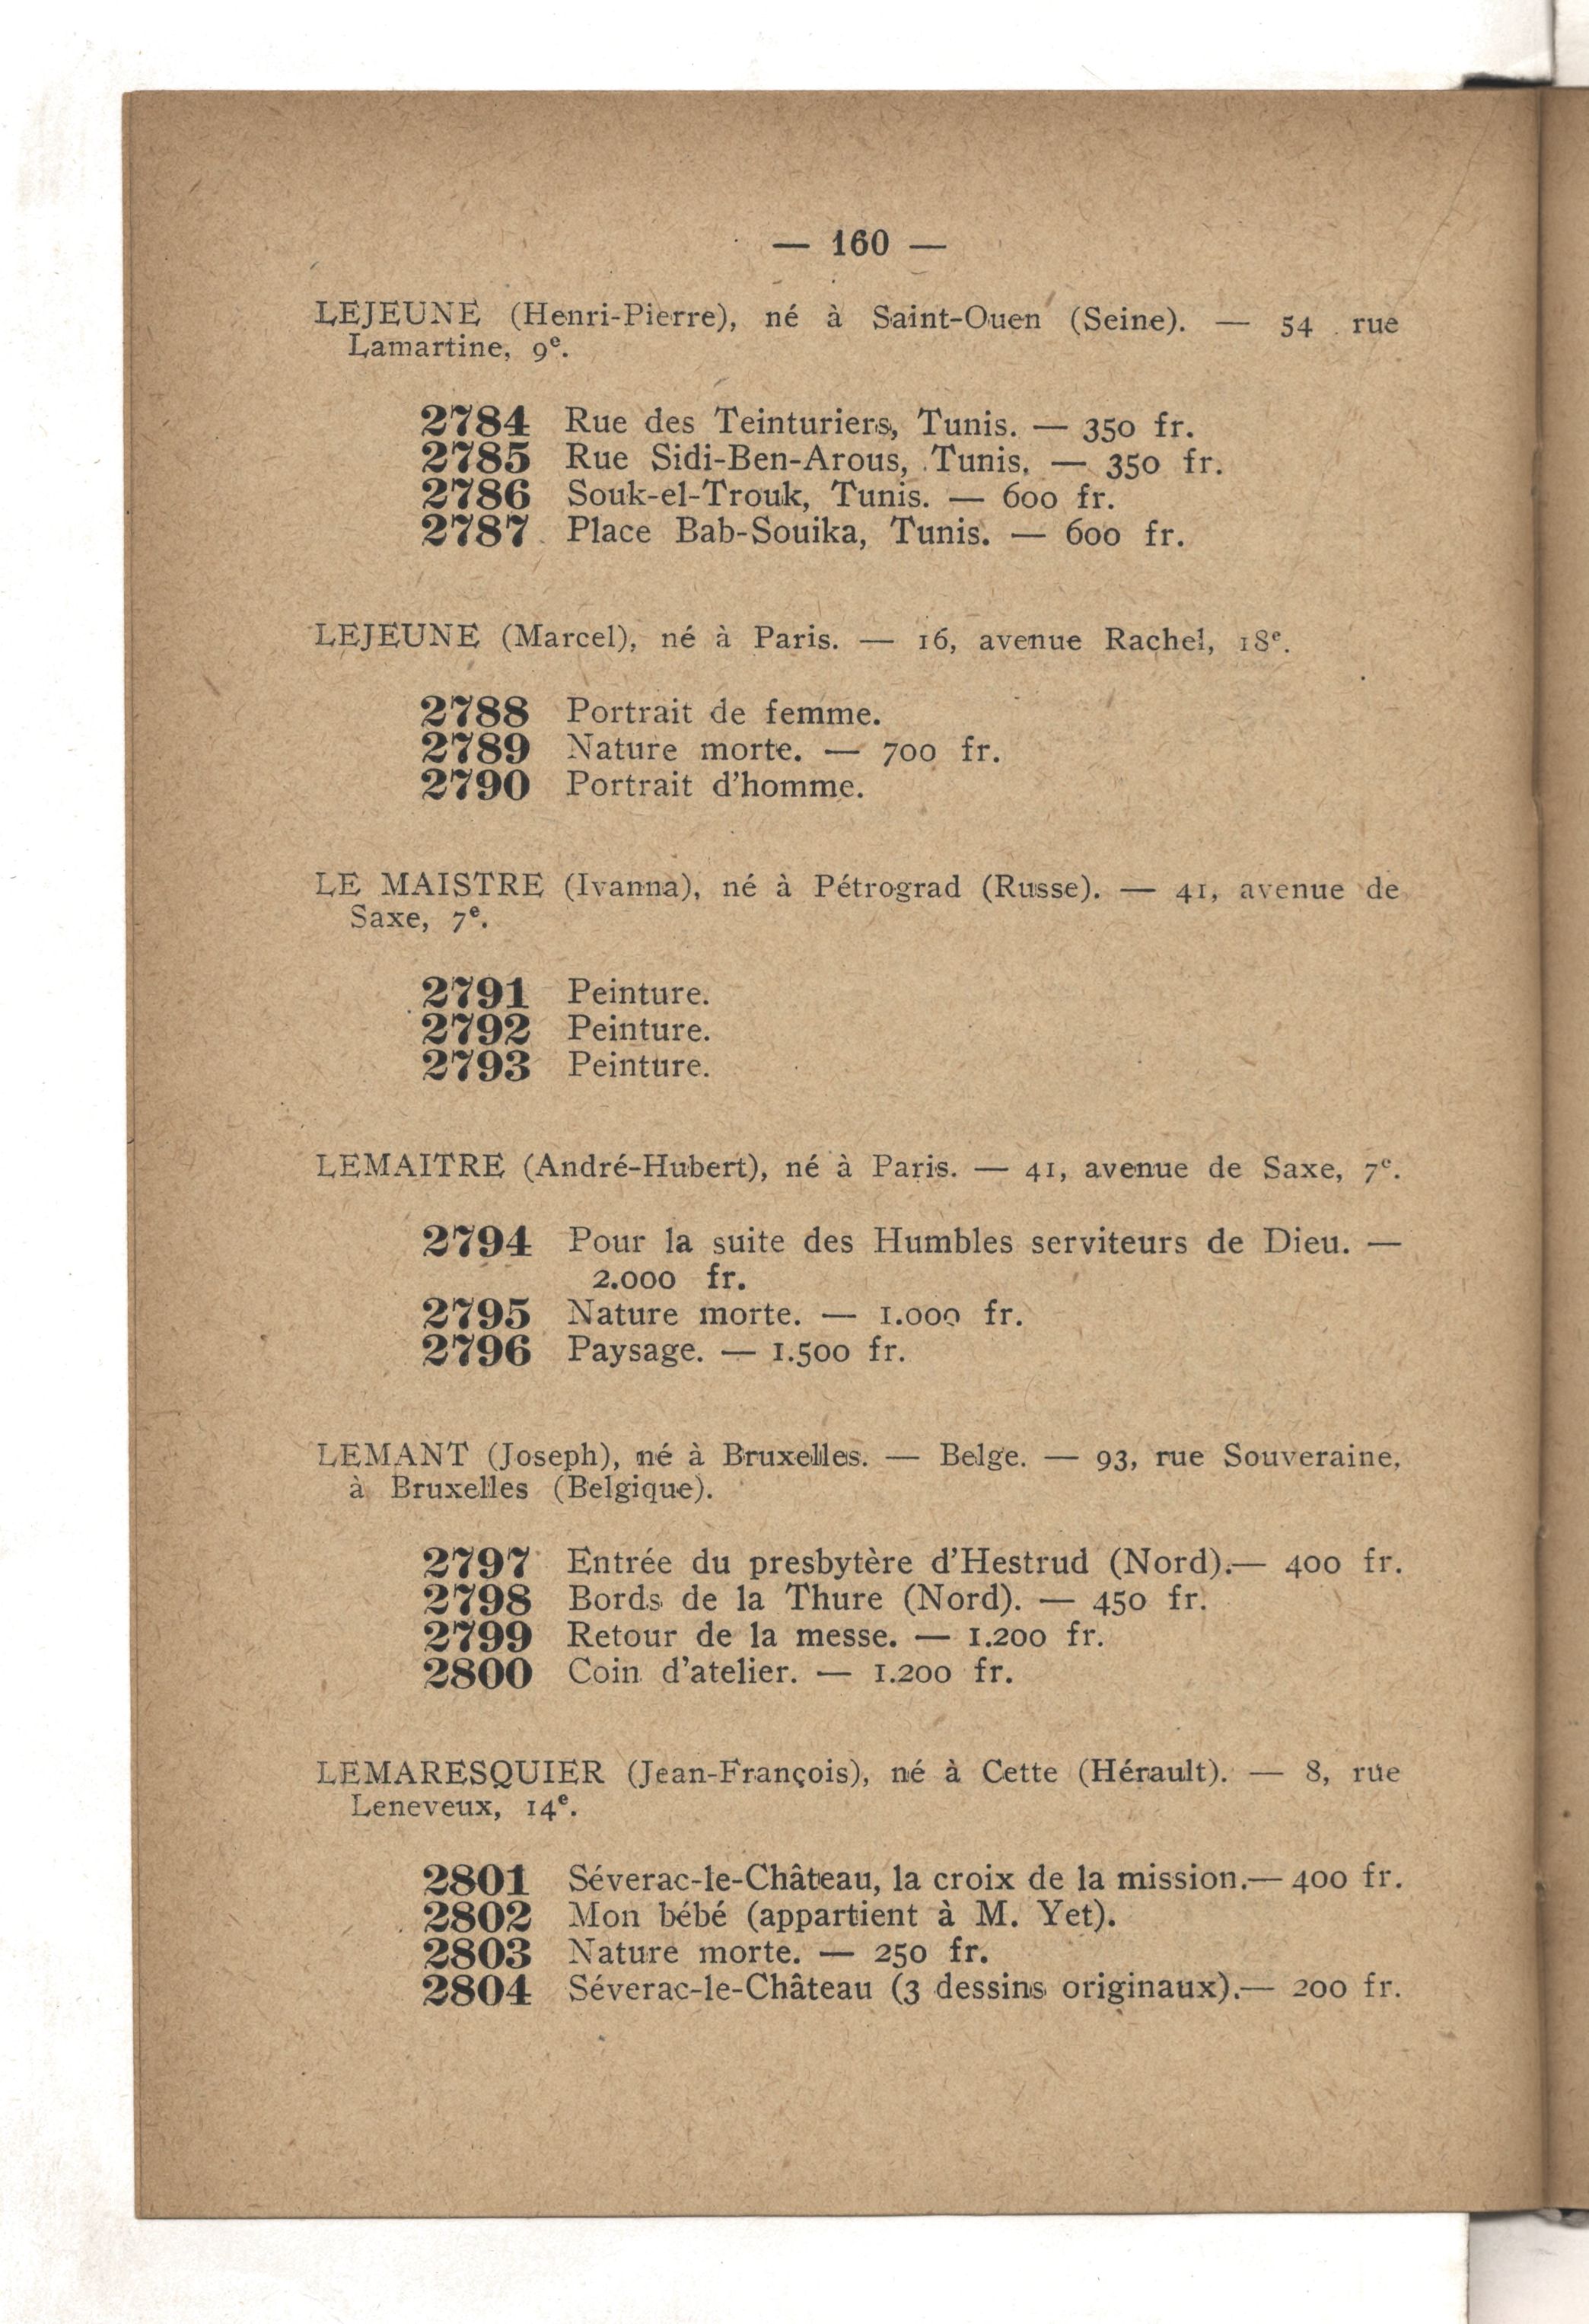 — 160 —
LEJEUNE (Henri-Pierre), né à Saint-Ouen (Seine). — 54 rue
Lamartine, 9e.
2784 Rue des Teinturiers, Tunis. — 350 fr.
2785 Rue Sidi-Ben-Arous, Tunis. — 350 fr.
2786 Souk-el-Trouk, Tunis. — 600 fr.
2787 Place Bab-Souika, Tunis. — 600 fr.
LEJEUNE (Marcel), né à Paris. — 16, avenue Rachel, 18e.
2788 Portrait de femme.
2789 Nature morte. — 700 fr.
2790 Portrait d'homme.
LE MAISTRE (Ivanna), né à Pétrograd (Russe). — 41, avenue de
Saxe, 7e.
2791 Peinture.
2792 Peinture.
2793 Peinture.
LEMAITRE (André-Hubert), né à Paris. — 41, avenue de Saxe, 7e.
2794 Pour la suite des Humbles serviteurs de Dieu. —
2.000 fr.
2795 Nature morte. — 1.000 fr.
2796 Paysage. — 1.500 fr.
LEMANT (Joseph), né à Bruxelles. — Belge. — 93, rue Souveraine,
à Bruxelles (Belgique).
2797 Entrée du presbytère d'Hestrud (Nord).— 400 fr.
2798 Bords de la Thure (Nord). — 450 fr.
2799 Retour de la messe. — 1.200 fr.
2800 Coin d'atelier. — 1.200 fr.
LEMARESQUIER (Jean-François), né à Cette (Hérault). — 8, rue
Leneveux, 14e.
2801 Séverac-le-Château, la croix de la mission.— 400 fr.
2802 Mon bébé (appartient à M. Yet).
2803 Nature morte. — 250 fr.
2804 Séverac-le-Château (3 dessins originaux).— 200 fr.